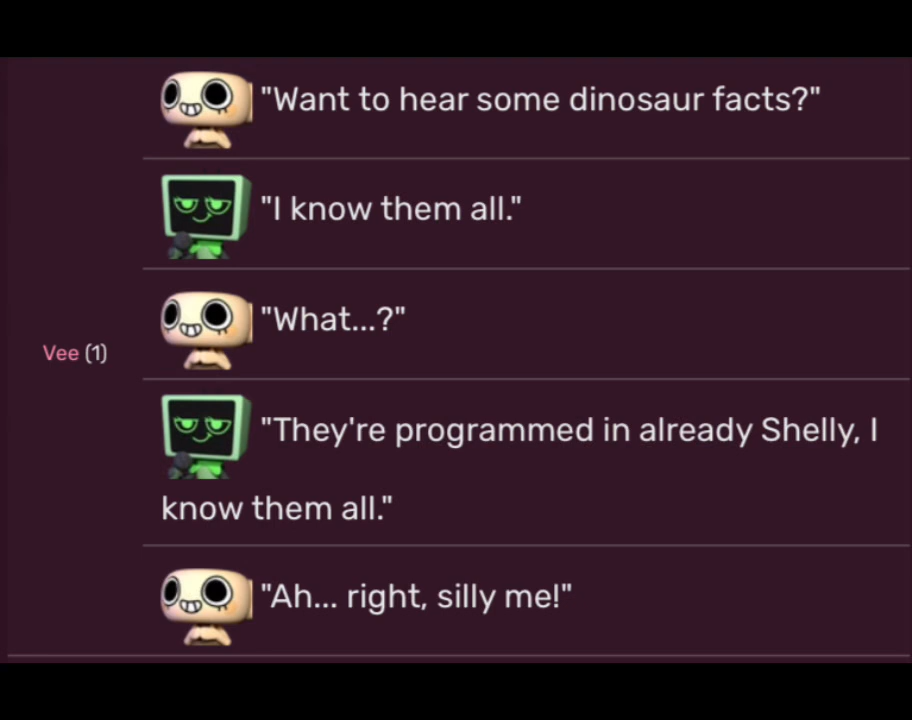 "Want to hear some dinosaur facts?"
"I know them all."
"What...?"
Vee (1)
"They're programmed in already Shelly, I
know them all."
"Ah... right, silly me!"